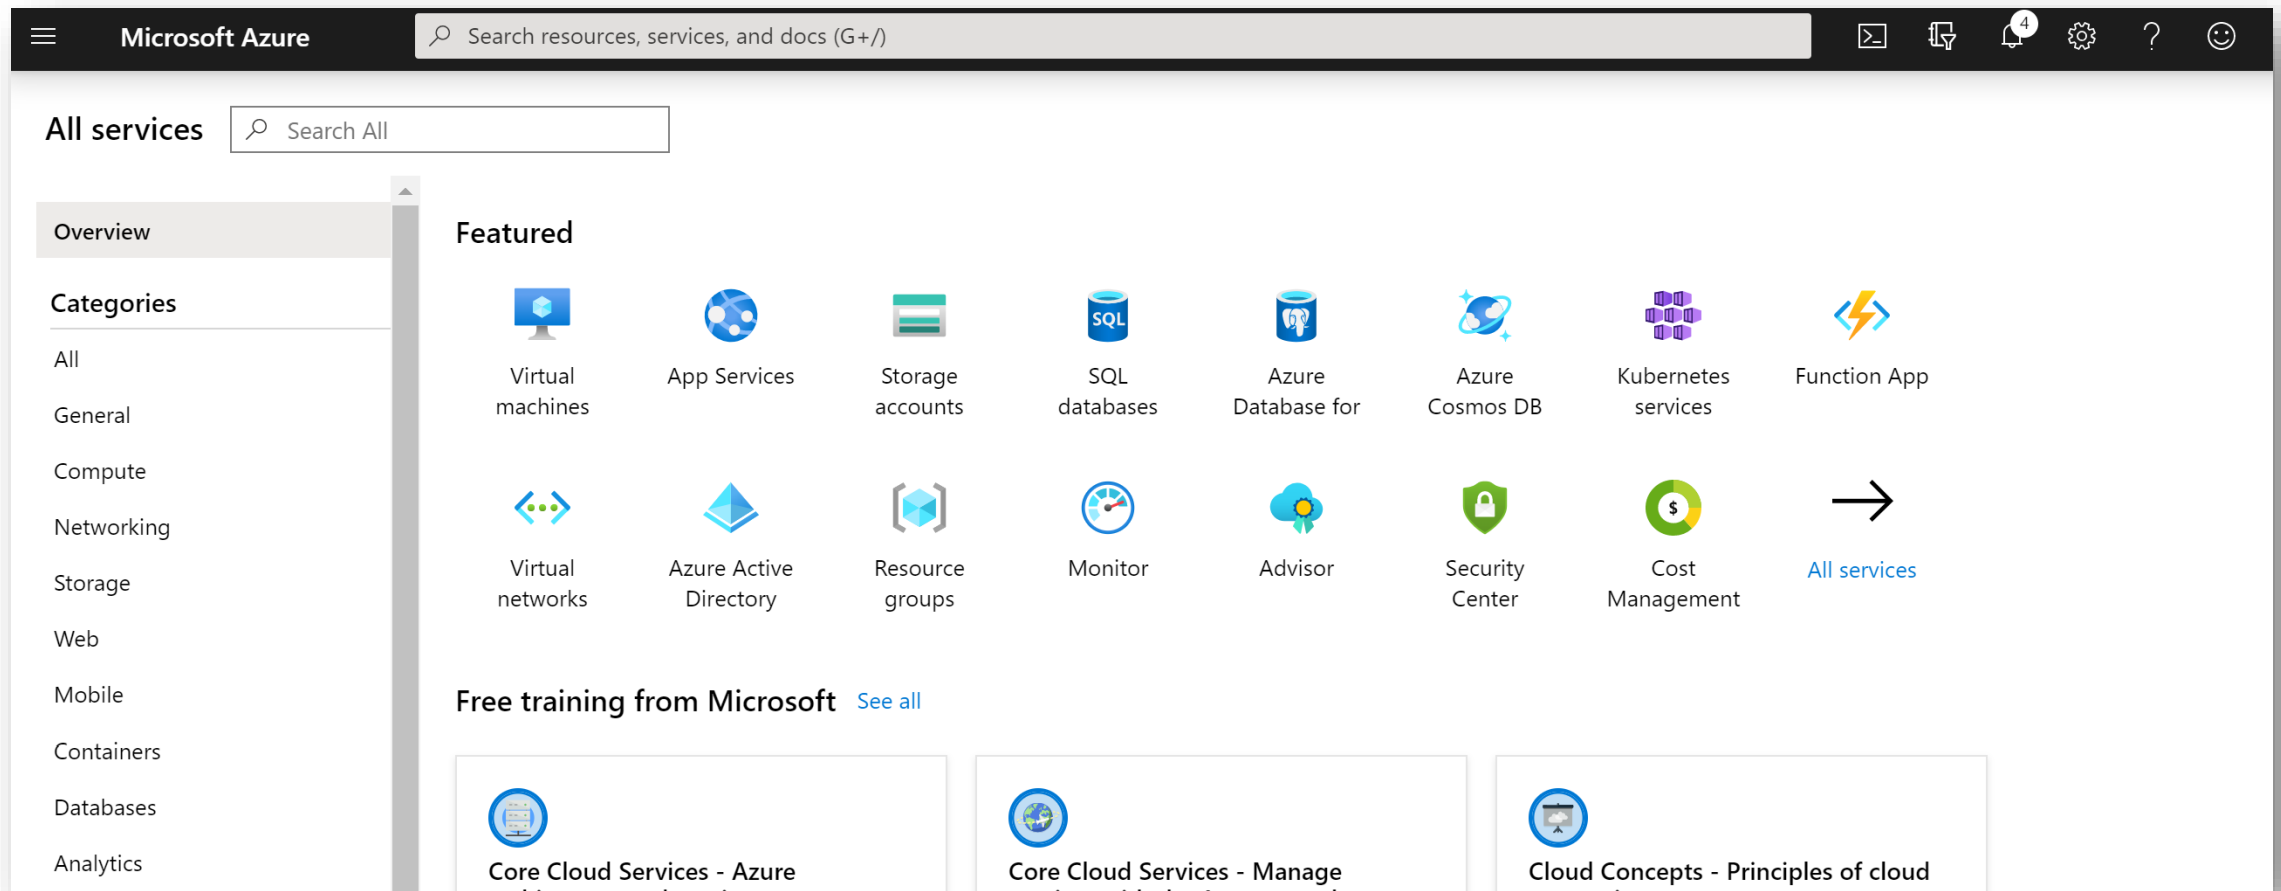 Microsoft Azure
Search resources, services, and docs (G+/)
4
All services
Search All
Overview
Categories
All
General
Compute
Networking
Storage
Web
Mobile
Containers
Databases
Analytics
Featured
Virtual
machines
App Services
Storage
accounts
SQL
SQL
databases
Azure
Database for
Azure
Cosmos DB
Kubernetes
services
Function App
Virtual
networks
Azure Active
Directory
Resource
groups
Monitor
Advisor
Security
Center
$
Cost
Management
All services
Free training from Microsoft
See all
Core Cloud Services - Azure
Core Cloud Services - Manage
Cloud Concepts - Principles of cloud